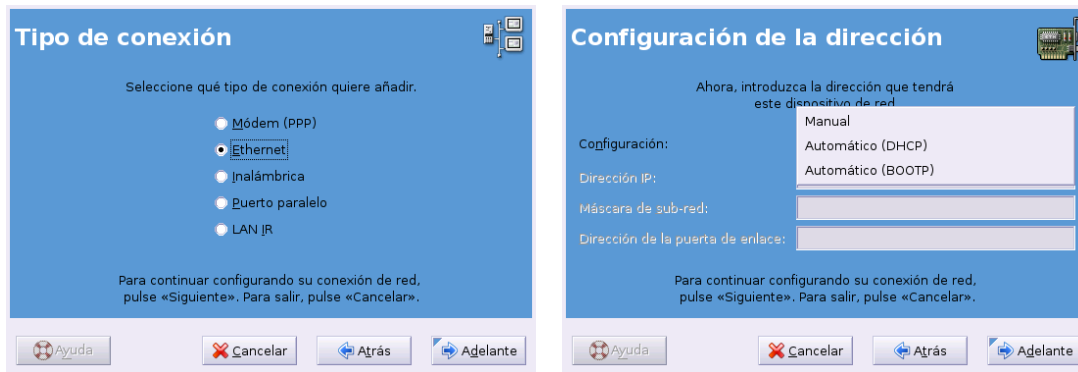 Tipo de conexión
Seleccione qué tipo de conexión quiere añadir.
Módem (PPP)
Ethernet
Inalámbrica
Puerto paralelo
LAN IR
Para continuar configurando su conexión de red,
pulse «Siguiente». Para salir, pulse «Cancelar».
Ayuda
Cancelar
Atrás
Adelante
Configuración de la dirección
Ahora, introduzca la dirección que tendrá
este dispositivo de red
Configuración:
Manual
Automático (DHCP)
Automático (BOOTP)
Dirección IP:
Máscara de sub-red:
Dirección de la puerta de enlace:
Para continuar configurando su conexión de red,
pulse «Siguiente». Para salir, pulse «Cancelar».
Ayuda
Cancelar
Atrás
Adelante